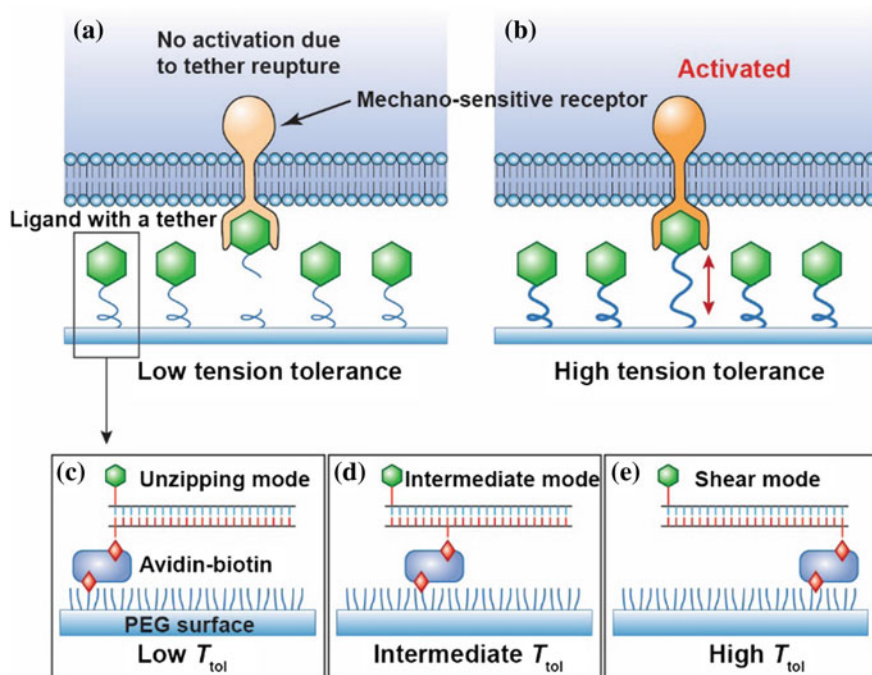 (a)
No activation due
to tether reupture
(b)
Activated
Mechano-sensitive receptor
Ligand with a tether
Low tension tolerance
High tension tolerance
(c)
Unzipping mode
Avidin-biotin
PEG surface
Low Ttol
(d)
Intermediate mode
Intermediate Ttol
(e)
Shear mode
High Ttol